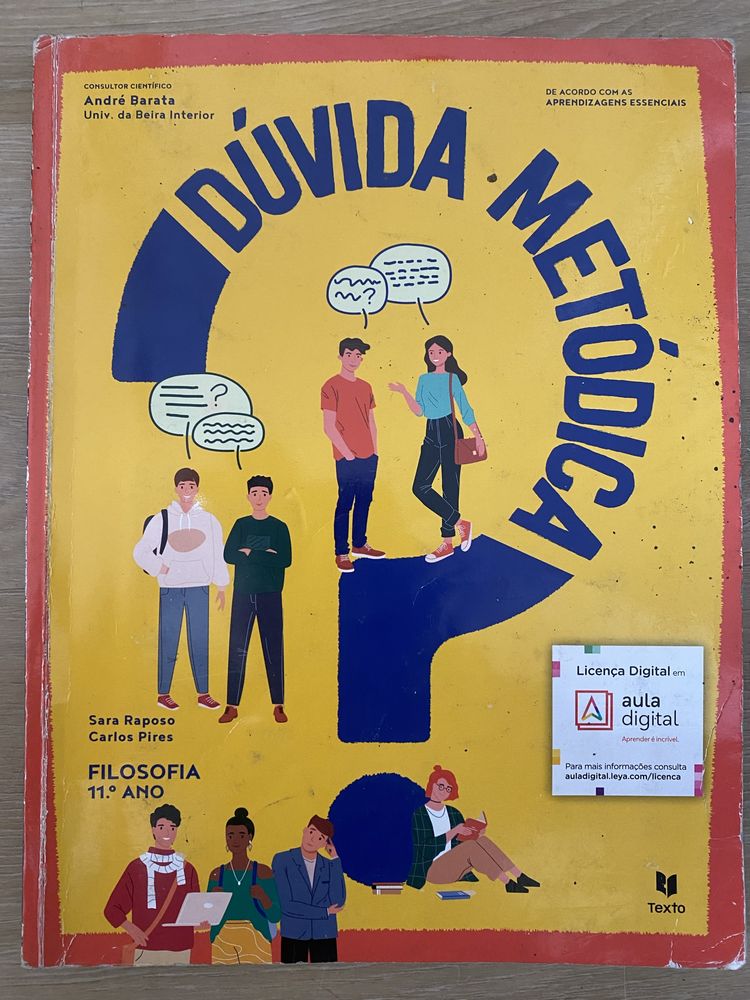 CONSULTOR CIENTÍFICO
André Barata
Univ. da Beira Interior
DE ACORDO COM AS
APRENDIZAGENS ESSENCIAIS
DÚVIDA METÓDICA
?
?
Sara Raposo
Carlos Pires
FILOSOFIA
11.º ANO
Licença Digital em
aula
digital
Aprender é incrível.
Para mais informações consulta
auladigital.leya.com/licenca
Texto